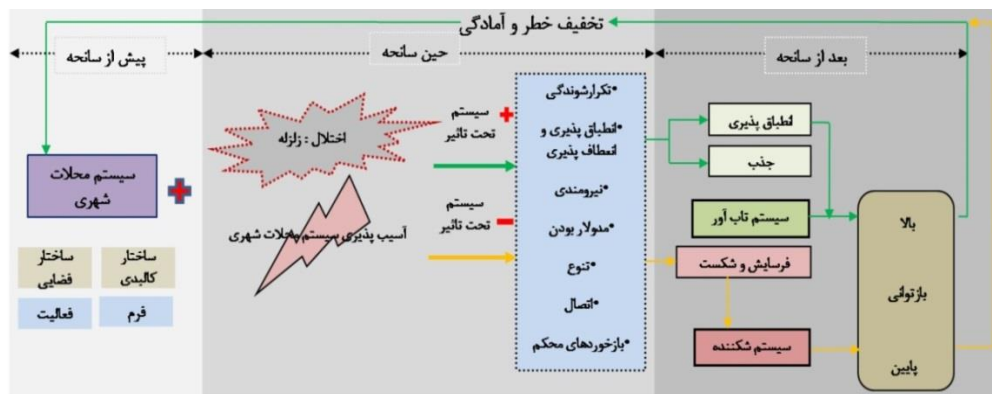 تخفیف خطر و آمادگی
پیش از سانحه
حین سانحه
بعد از سانحه
سیستم محلات
شهری
ساختار
کالبدی
ساختار
فضایی
فرم
فعالیت
اختلال : زلزله
آسیب پذیری سیستم محلات شهری
سیستم
تحت تاثیر
سیستم
تحت تاثیر
•تکرارشوندگی
•انطباق پذیری و
انعطاف پذیری
•نیرومندی
•مدولار بودن
•تنوع
•اتصال
•بازخوردهای محکم
انطباق پذیری
جذب
سیستم تاب آور
فرسایش و شکست
سیستم شکننده
بالا
بازتوانی
پایین